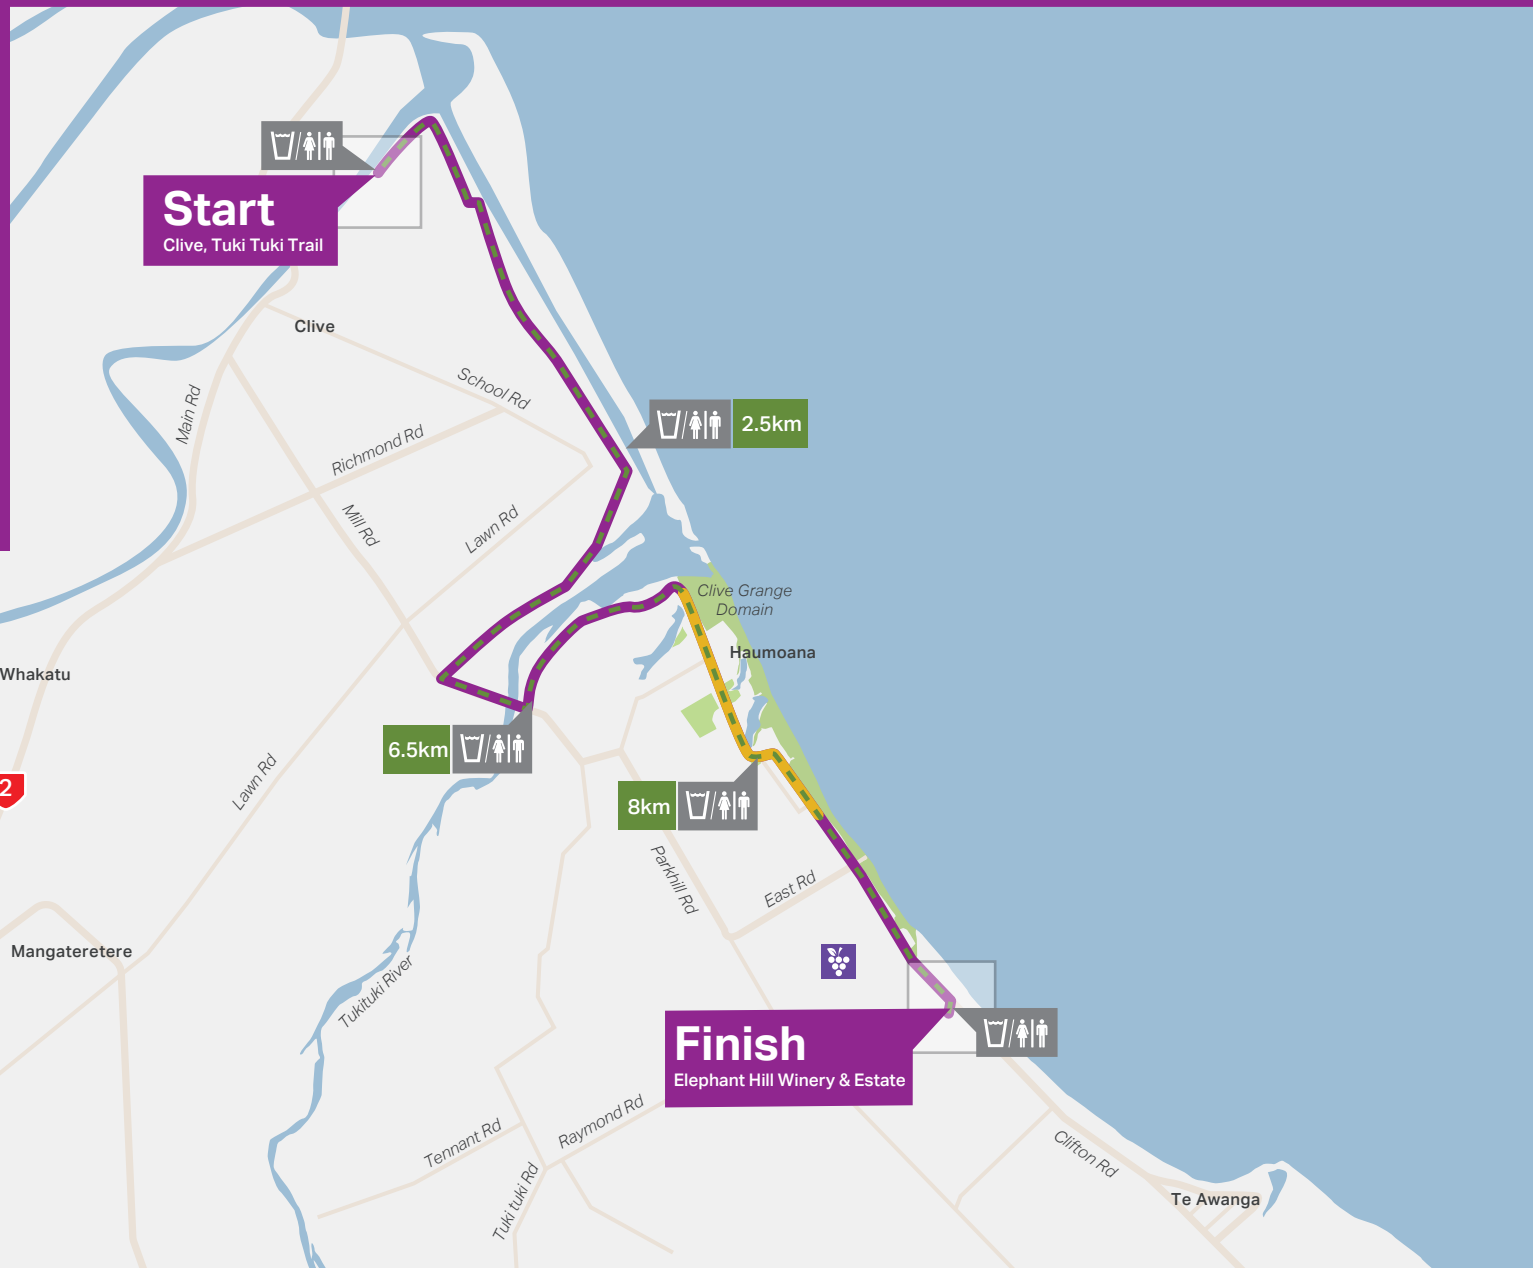 Start
Clive, Tuki Tuki Trail
Clive
School Rd
Main Rd
Richmond Rd
2.5km
Mill Rd
Lawn Rd
Clive Grange
Domain
Haumoana
Whakatu
6.5km
2
Lawn Rd
8km
Parkhill Rd
East Rd
Mangateretere
Tukituki River
Finish
Elephant Hill Winery & Estate
Raymond Rd
Tennant Rd
Clifton Rd
Tuki tuki Rd
Te Awanga